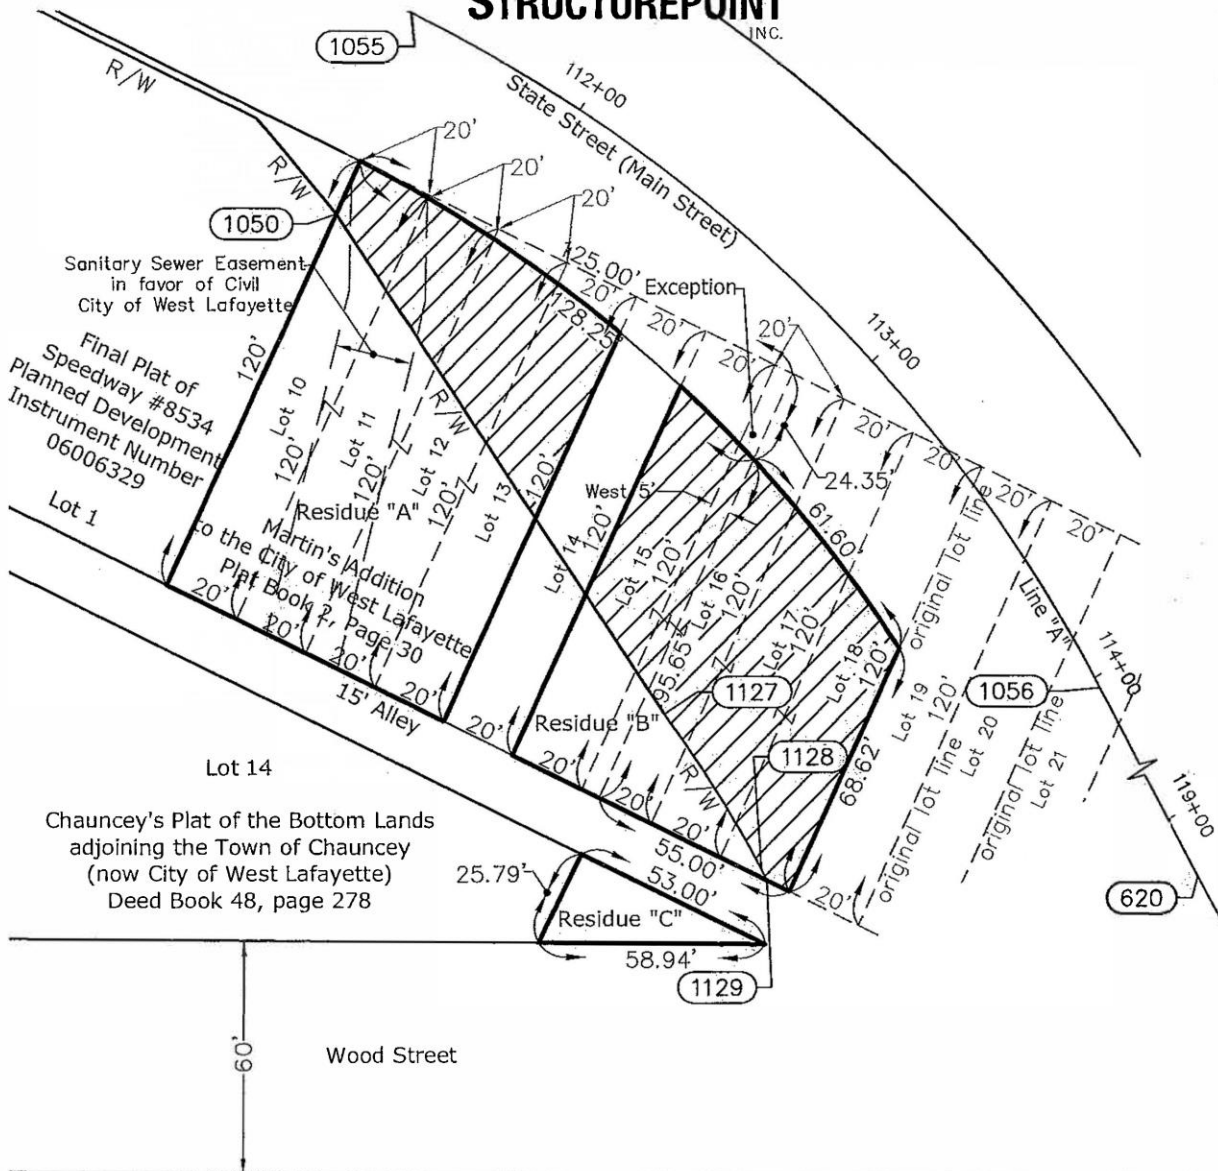 STRUCTUREPOINT
INC.
1055
R/W
112+00
State Street (Main Street)
20'
20'
20'
R/W
1050
125.00'
128.25'
Exception
20'
20'
20'
20'
113+00
Sanitary Sewer Easement
in favor of Civil
City of West Lafayette
Final Plat of
Speedway #8534
Planned Development
Instrument Number
06006329
Lot 1
120'
Lot 10
120'
Lot 11
120'
Lot 12
120'
Lot 13
120'
R/W
Residue "A"
Martin's Addition
to the City of West Lafayette
Plat Book 2, Page 30
20'
20'
20'
20'
15' Alley
Lot 14
120'
West 5'
Lot 15
120'
Lot 16
120'
95.65'
Lot 17
120'
Lot 18
120'
24.35'
61.60'
20'
20'
20'
20'
original lot line
Lot 19
120'
original lot line
Lot 20
original lot line
Lot 21
Line "A"
1056
114+00
119+00
620
1127
1128
68.62'
R/W
Residue "B"
20'
20'
20'
20'
20'
55.00'
53.00'
25.79'
Residue "C"
58.94'
1129
Lot 14
Chauncey's Plat of the Bottom Lands
adjoining the Town of Chauncey
(now City of West Lafayette)
Deed Book 48, page 278
60'
Wood Street